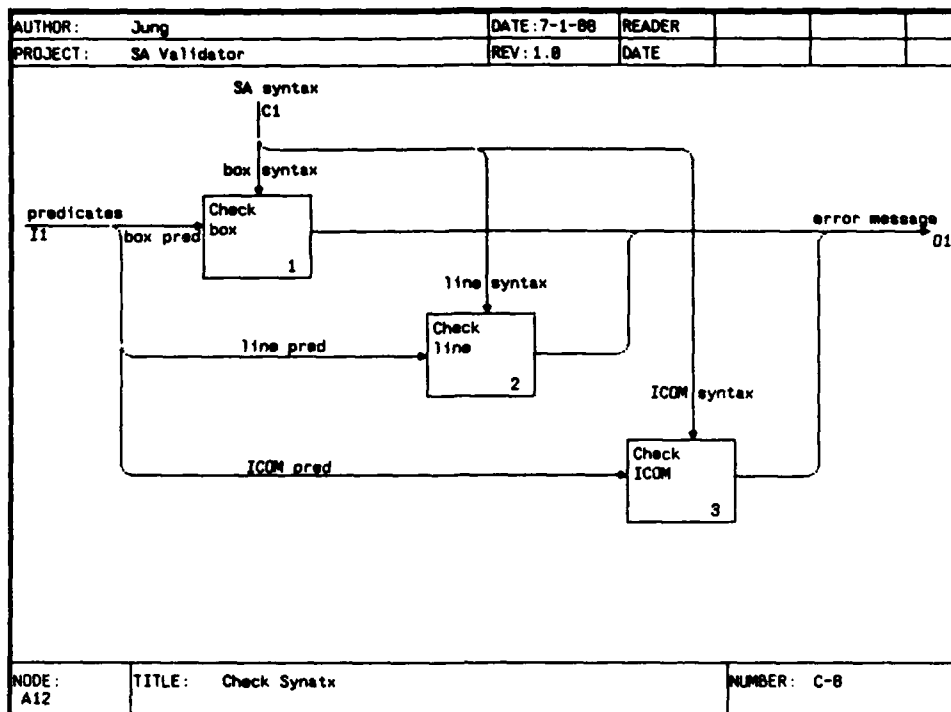 AUTHOR: Jung DATE:7-1-88 READER
PROJECT: SA Validator REV:1.0 DATE
SA syntax
C1
box syntax
predicates
I1
box pred
Check
box
1
error message
O1
line syntax
Check
line
2
line pred
ICOM syntax
Check
ICOM
3
ICOM pred
NODE: TITLE: Check Synatx NUMBER: C-8
A12